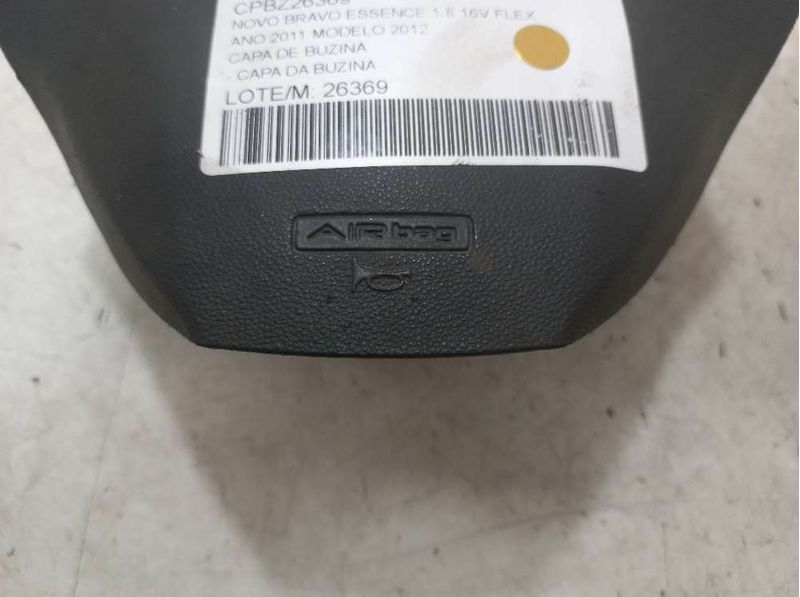 CPBZ26369
NOVO BRAVO ESSENCE 1.8 16V FLEX
ANO 2011 MODELO 2012
CAPA DE BUZINA
. CAPA DA BUZINA
LOTE/M: 26369
AIRbag